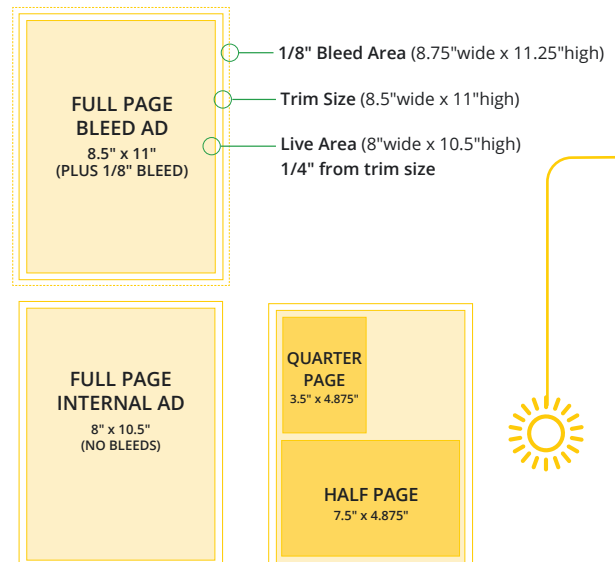 FULL PAGE
BLEED AD
8.5" x 11"
(PLUS 1/8" BLEED)
1/8" Bleed Area (8.75"wide x 11.25"high)
Trim Size (8.5"wide x 11"high)
Live Area (8"wide x 10.5"high)
1/4" from trim size
FULL PAGE
INTERNAL AD
8" x 10.5"
(NO BLEEDS)
QUARTER
PAGE
3.5" x 4.875"
HALF PAGE
7.5" x 4.875"